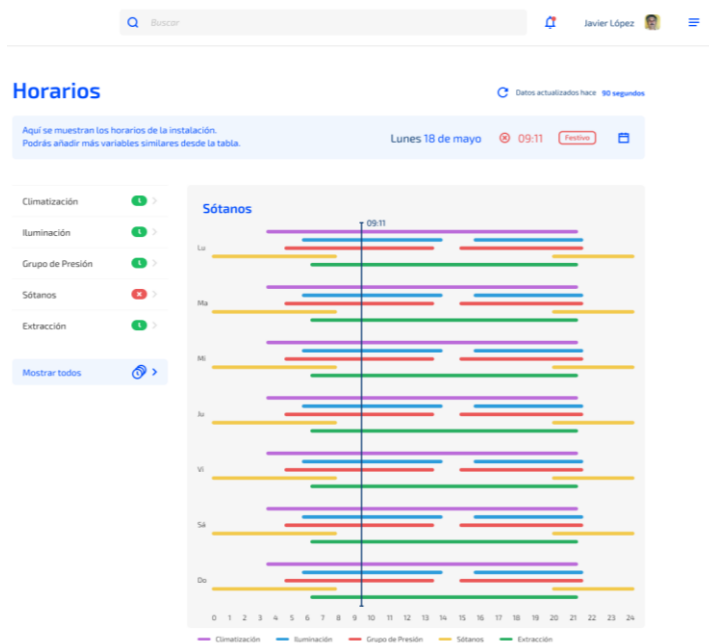 Buscar
Javier López
Horarios
Datos actualizados hace 90 segundos
Aquí se muestran los horarios de la instalación.
Podrás añadir más variables similares desde la tabla.
Lunes 18 de mayo
09:11
Festivo
Climatización
Iluminación
Grupo de Presión
Sótanos
Extracción
Mostrar todos
Sótanos
09:11
Lu
Ma
Mi
Ju
Vi
Sá
Do
0 1 2 3 4 5 6 7 8 9 10 11 12 13 14 15 16 17 18 19 20 21 22 23 24
Climatización Iluminación Grupo de Presión Sótanos Extracción